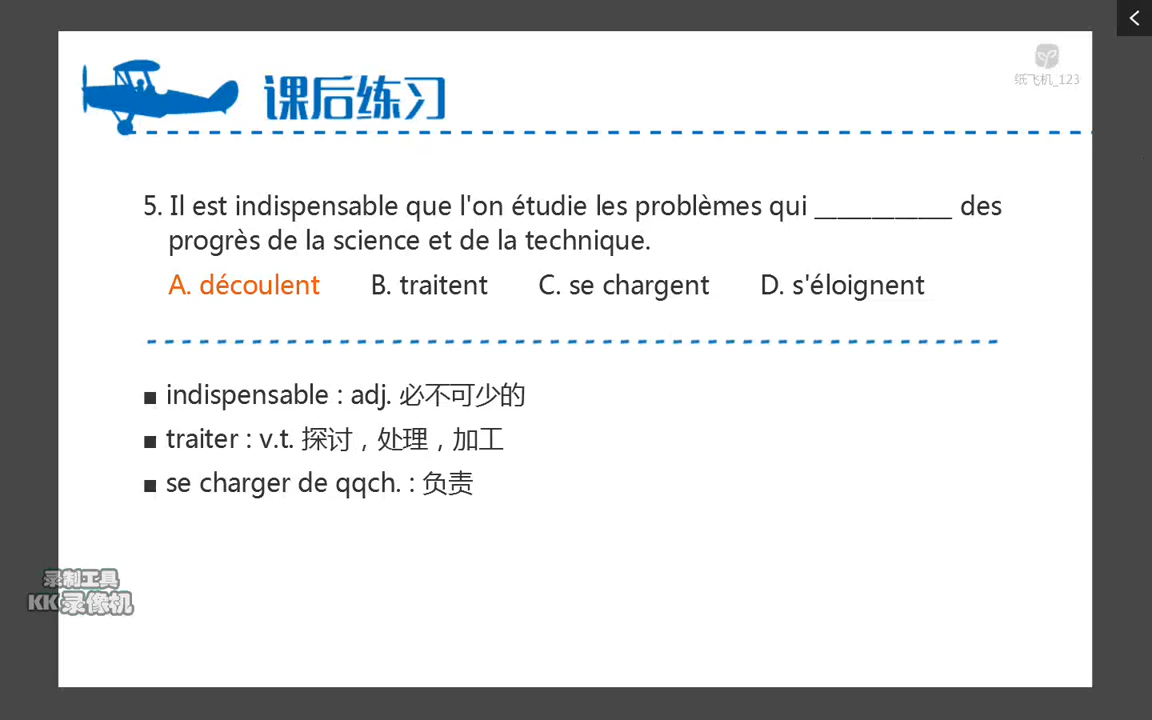 纸飞机_123
课后练习
5. Il est indispensable que l'on étudie les problèmes qui __________ des
progrès de la science et de la technique.
A. découlent B. traitent C. se chargent D. s'éloignent
■ indispensable : adj. 必不可少的
■ traiter : v.t. 探讨，处理，加工
■ se charger de qqch. : 负责
录制工具
KK录像机